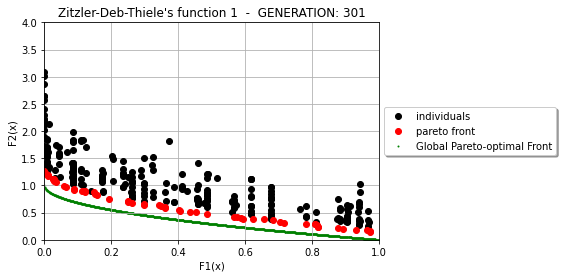 Zitzler-Deb-Thiele's function 1 - GENERATION: 301
4.0
3.5
3.0
2.5
2.0
1.5
1.0
0.5
0.0
F2(x)
0.0 0.2 0.4 0.6 0.8 1.0
F1(x)
individuals
pareto front
Global Pareto-optimal Front